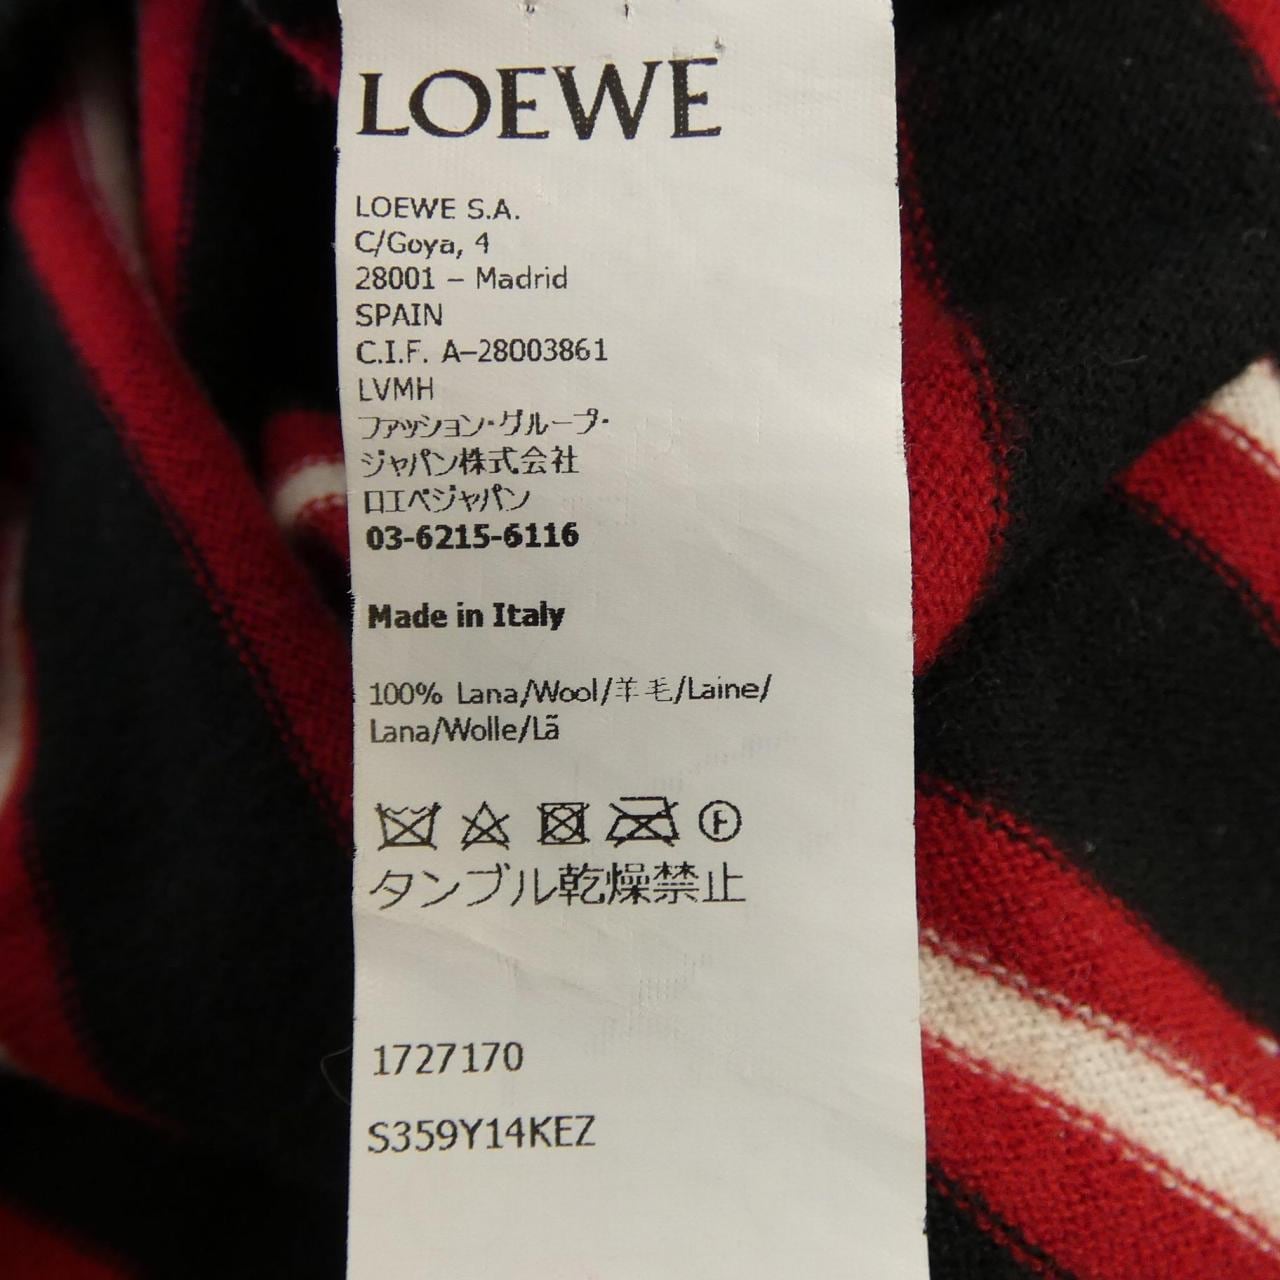 LOEWE
LOEWE S.A.
C/Goya, 4
28001 – Madrid
SPAIN
C.I.F. A–28003861
LVMH
ファッション・グループ・
ジャパン株式会社
ロエベジャパン
03-6215-6116
Made in Italy
100% Lana/Wool/羊毛/Laine/
Lana/Wolle/Lã
F
タンブル乾燥禁止
1727170
S359Y14KEZ